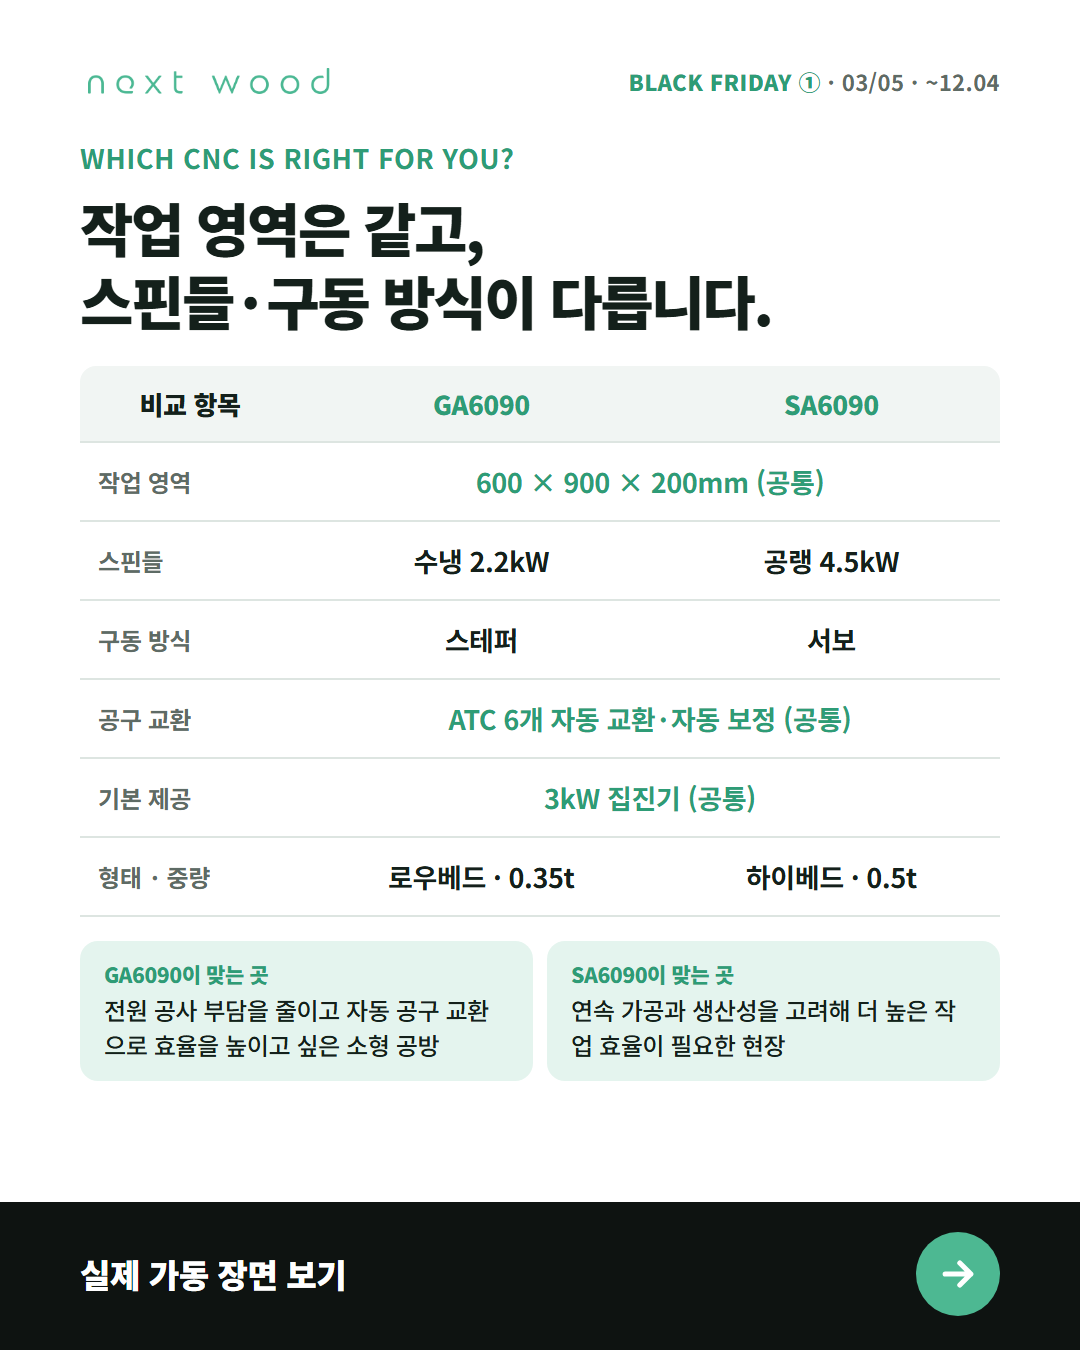 next wood
BLACK FRIDAY ① · 03/05 · ~12.04
WHICH CNC IS RIGHT FOR YOU?
작업 영역은 같고,
스핀들·구동 방식이 다릅니다.
비교 항목 GA6090 SA6090
작업 영역 600 × 900 × 200mm (공통)
스핀들 수냉 2.2kW 공랭 4.5kW
구동 방식 스테퍼 서보
공구 교환 ATC 6개 자동 교환·자동 보정 (공통)
기본 제공 3kW 집진기 (공통)
형태 · 중량 로우베드 · 0.35t 하이베드 · 0.5t
GA6090이 맞는 곳
전원 공사 부담을 줄이고 자동 공구 교환
으로 효율을 높이고 싶은 소형 공방
SA6090이 맞는 곳
연속 가공과 생산성을 고려해 더 높은 작
업 효율이 필요한 현장
실제 가동 장면 보기